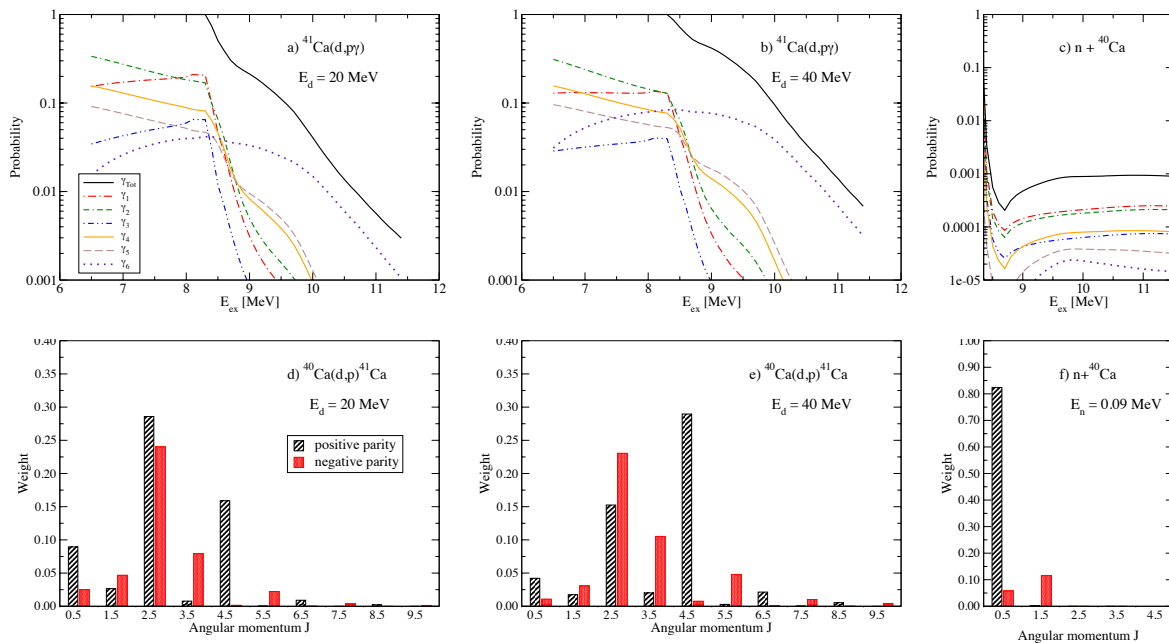 a) ⁴¹Ca(d,pγ)
E_d = 20 MeV
Probability
1
0.1
0.01
0.001
γ_Tot
γ_1
γ_2
γ_3
γ_4
γ_5
γ_6
6 7 8 9 10 11 12
E_ex [MeV]
b) ⁴¹Ca(d,pγ)
E_d = 40 MeV
Probability
1
0.1
0.01
0.001
6 7 8 9 10 11 12
E_ex [MeV]
c) n + ⁴⁰Ca
Probability
1
0.1
0.01
0.001
0.0001
1e-05
9 10 11
E_ex [MeV]
d) ⁴⁰Ca(d,p)⁴¹Ca
E_d = 20 MeV
positive parity
negative parity
Weight
0.40
0.35
0.30
0.25
0.20
0.15
0.10
0.05
0.00
0.5 1.5 2.5 3.5 4.5 5.5 6.5 7.5 8.5 9.5
Angular momentum J
e) ⁴⁰Ca(d,p)⁴¹Ca
E_d = 40 MeV
Weight
0.40
0.35
0.30
0.25
0.20
0.15
0.10
0.05
0.00
0.5 1.5 2.5 3.5 4.5 5.5 6.5 7.5 8.5 9.5
Angular momentum J
f) n+⁴⁰Ca
E_n = 0.09 MeV
Weight
1.00
0.90
0.80
0.70
0.60
0.50
0.40
0.30
0.20
0.10
0.00
0.5 1.5 2.5 3.5 4.5
Angular momentum J